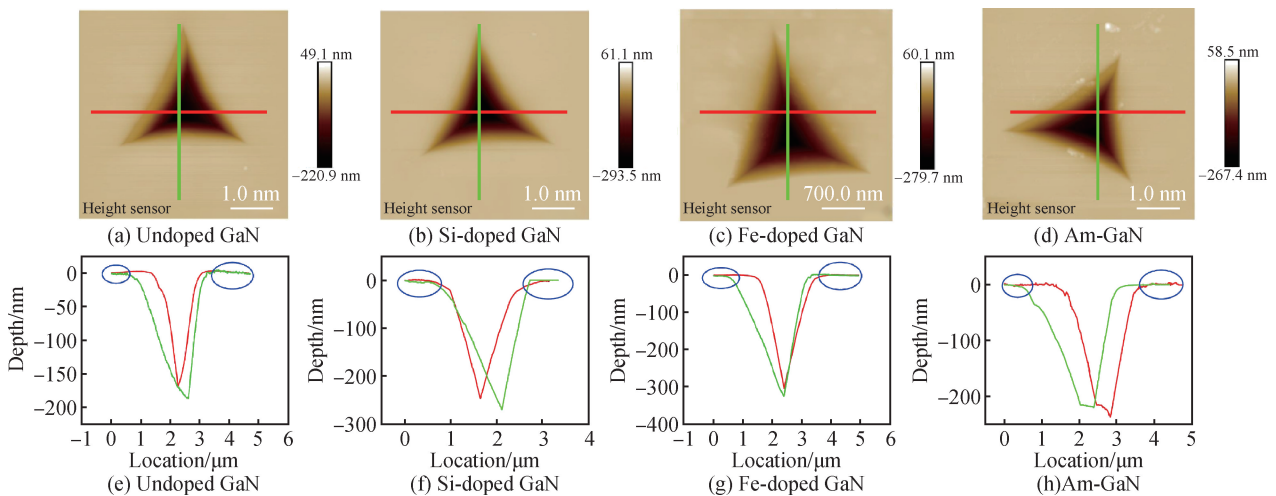 49.1 nm
−220.9 nm
1.0 nm
Height sensor
(a) Undoped GaN
61.1 nm
−293.5 nm
1.0 nm
Height sensor
(b) Si-doped GaN
60.1 nm
−279.7 nm
700.0 nm
Height sensor
(c) Fe-doped GaN
58.5 nm
−267.4 nm
1.0 nm
Height sensor
(d) Am-GaN
Depth/nm
0
−50
−100
−150
−200
−1 0 1 2 3 4 5 6
Location/μm
(e) Undoped GaN
Depth/nm
0
−100
−200
−300
0 1 2 3 4
Location/μm
(f) Si-doped GaN
Depth/nm
0
−100
−200
−300
−400
−1 0 1 2 3 4 5 6
Location/μm
(g) Fe-doped GaN
Depth/nm
0
−100
−200
0 1 2 3 4 5
Location/μm
(h)Am-GaN